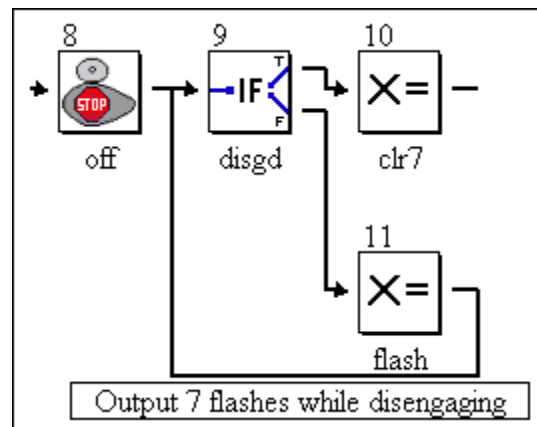 8
9
10
STOP
IF
T
F
X=
off
disgd
clr7
11
X=
flash
Output 7 flashes while disengaging